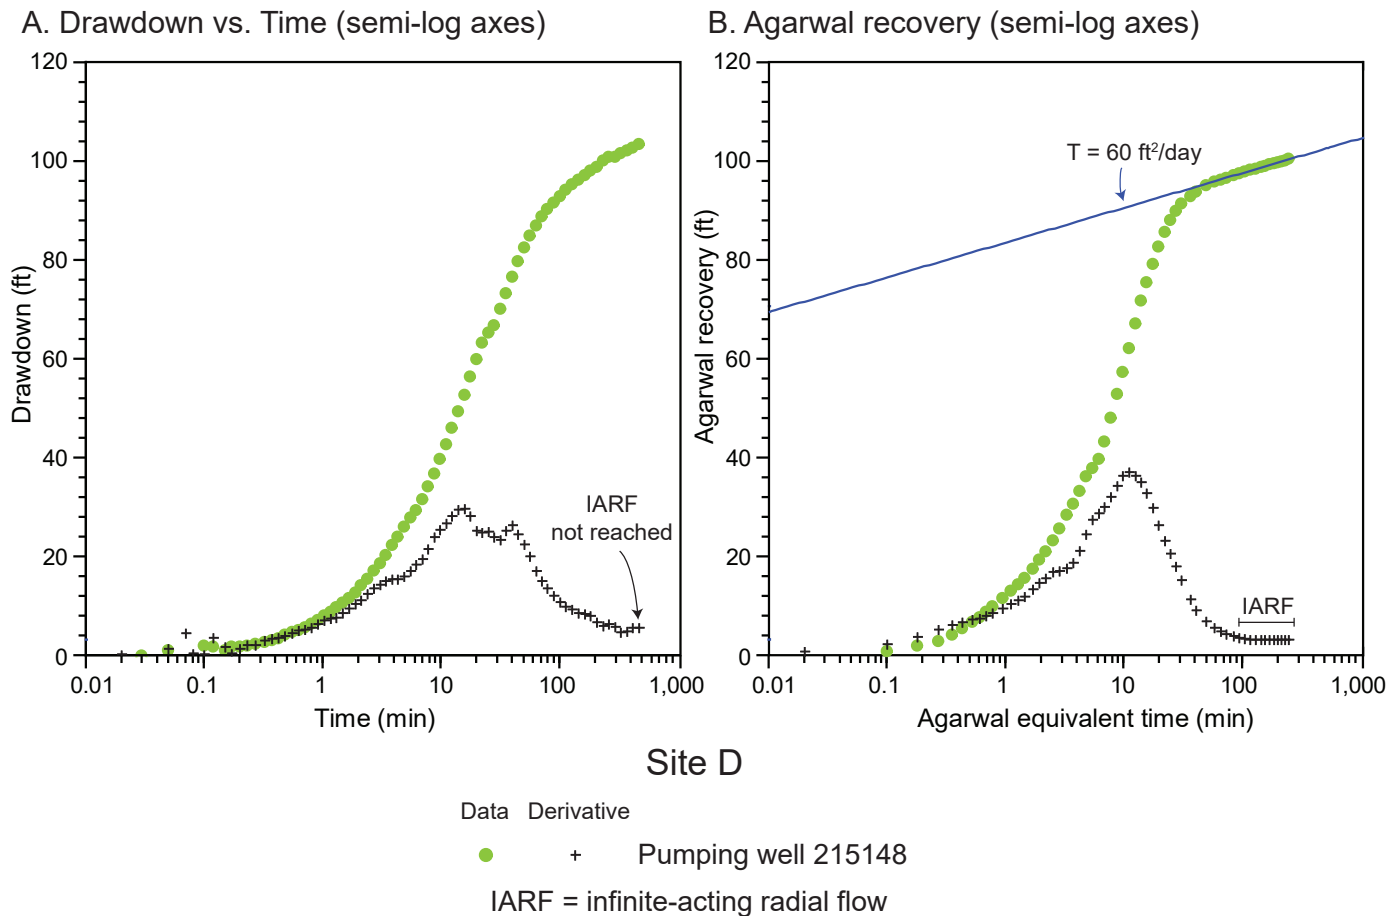 A. Drawdown vs. Time (semi-log axes)
120
100
80
60
40
20
0
Drawdown (ft)
IARF
not reached
0.01
0.1
1
10
100
1,000
Time (min)
B. Agarwal recovery (semi-log axes)
120
100
80
60
40
20
0
Agarwal recovery (ft)
T = 60 ft²/day
IARF
0.01
0.1
1
10
100
1,000
Agarwal equivalent time (min)
Site D
Data Derivative
Pumping well 215148
IARF = infinite-acting radial flow